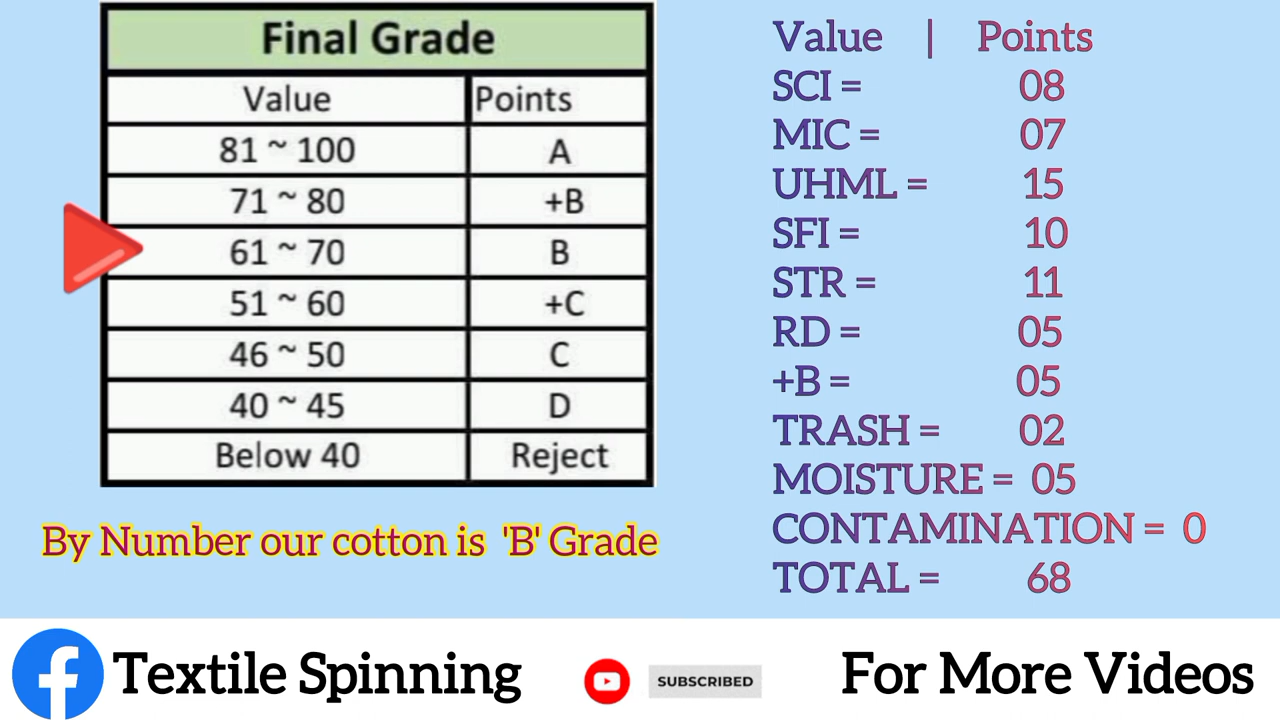 Final Grade
Value Points
81 ~ 100 A
71 ~ 80 +B
61 ~ 70 B
51 ~ 60 +C
46 ~ 50 C
40 ~ 45 D
Below 40 Reject
By Number our cotton is 'B' Grade
Value | Points
SCI = 08
MIC = 07
UHML = 15
SFI = 10
STR = 11
RD = 05
+B = 05
TRASH = 02
MOISTURE = 05
CONTAMINATION = 0
TOTAL = 68
Textile Spinning SUBSCRIBED For More Videos